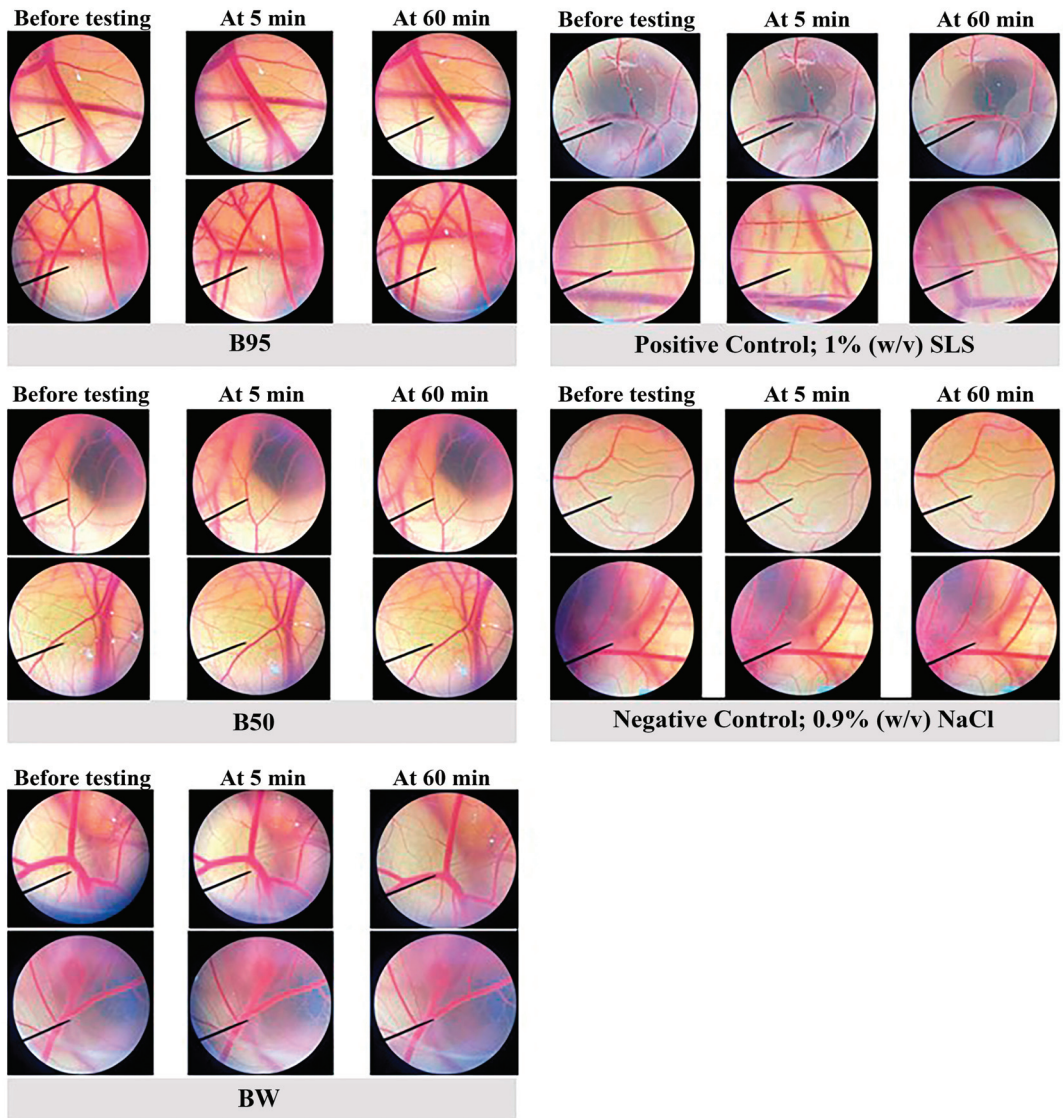 Before testing At 5 min At 60 min
B95
Before testing At 5 min At 60 min
Positive Control; 1% (w/v) SLS
Before testing At 5 min At 60 min
B50
Before testing At 5 min At 60 min
Negative Control; 0.9% (w/v) NaCl
Before testing At 5 min At 60 min
BW